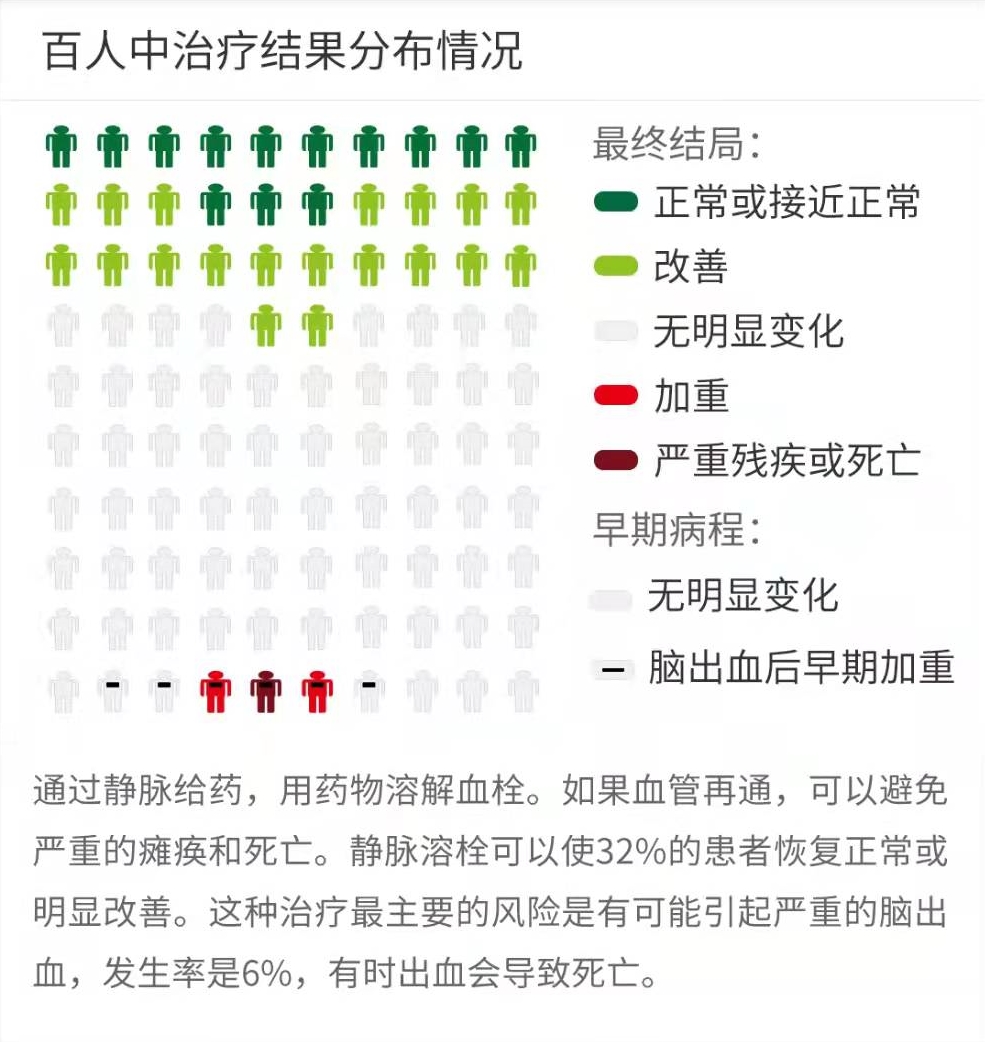 百人中治疗结果分布情况
最终结局：
正常或接近正常
改善
无明显变化
加重
严重残疾或死亡
早期病程：
无明显变化
脑出血后早期加重
通过静脉给药，用药物溶解血栓。如果血管再通，可以避免
严重的瘫痪和死亡。静脉溶栓可以使32%的患者恢复正常或
明显改善。这种治疗最主要的风险是有可能引起严重的脑出
血，发生率是6%，有时出血会导致死亡。